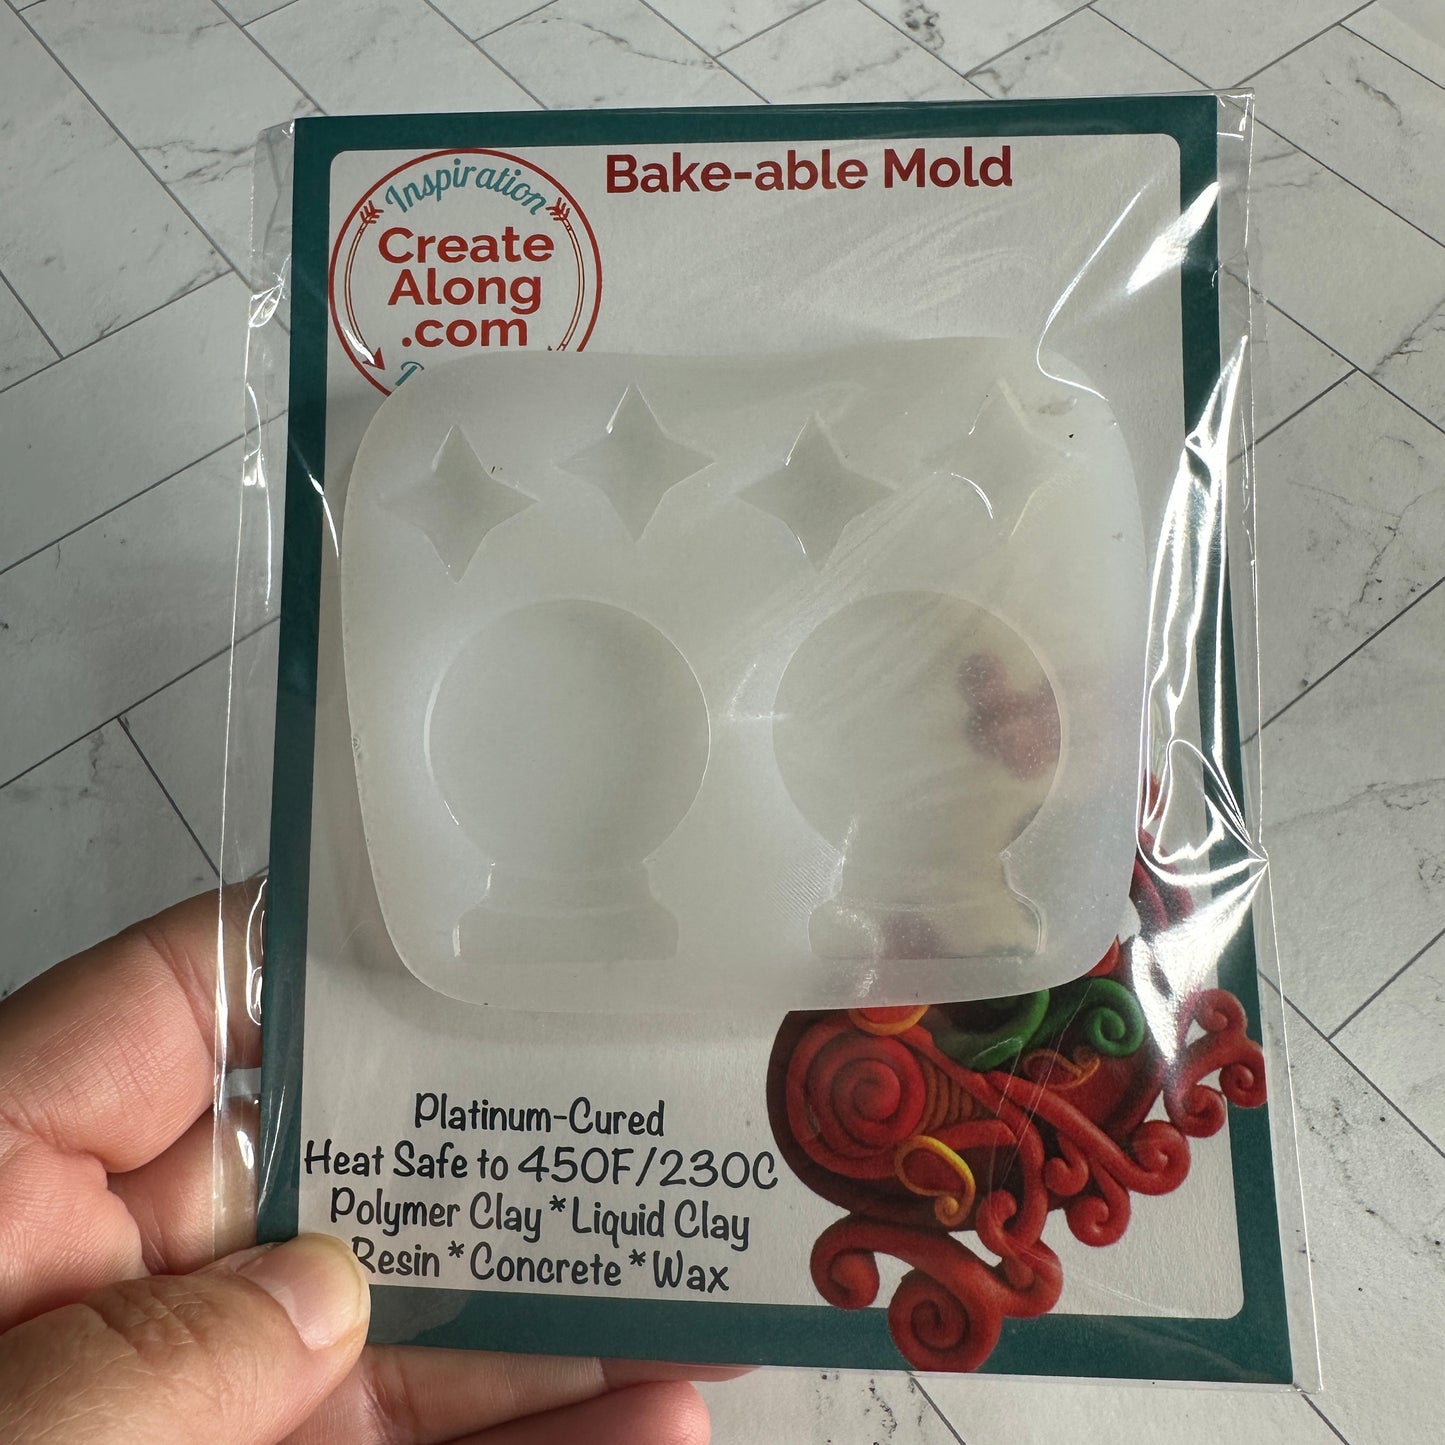 Bake-able Mold
Inspiration
Create
Along
.com
Platinum-Cured
Heat Safe to 450F/230C
Polymer Clay * Liquid Clay
Resin * Concrete * Wax